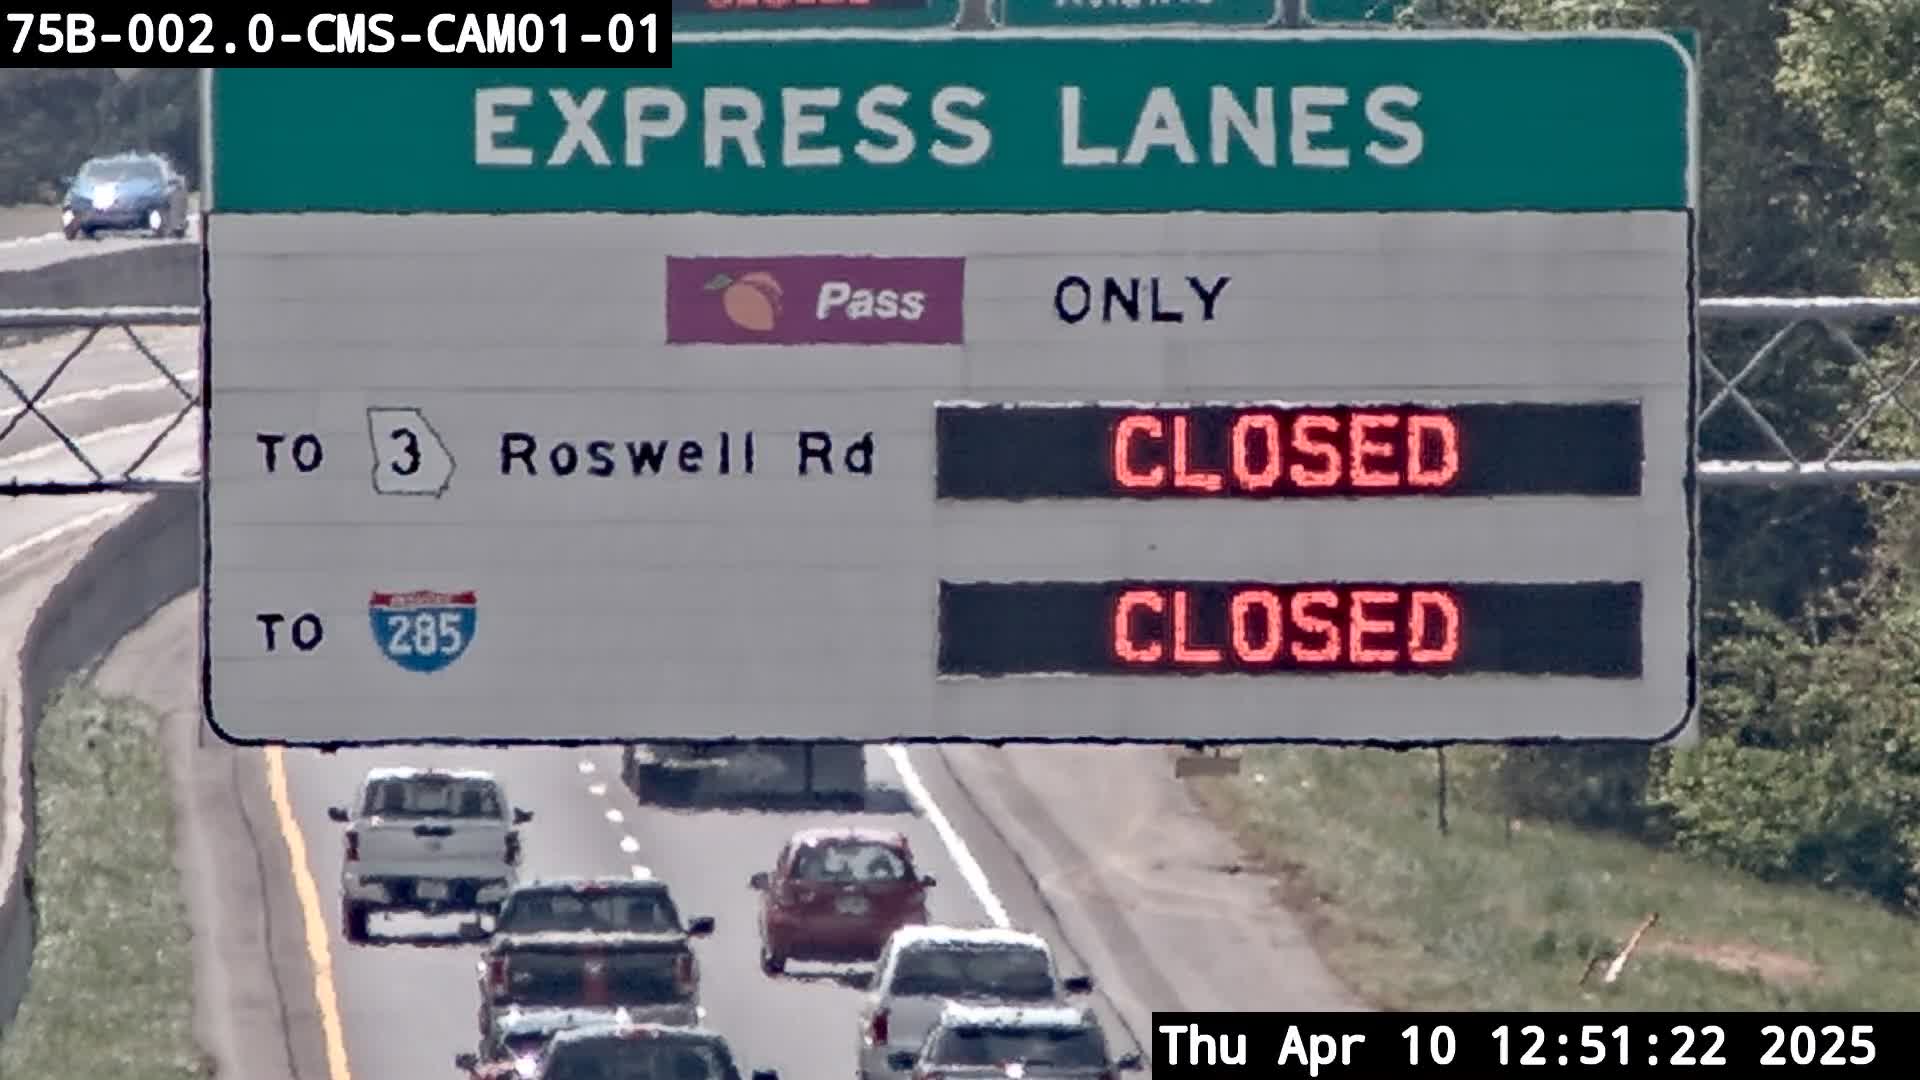 75B-002.0-CMS-CAM01-01
EXPRESS LANES
Pass ONLY
TO 3 Roswell Rd CLOSED
TO 285 CLOSED
Thu Apr 10 12:51:22 2025